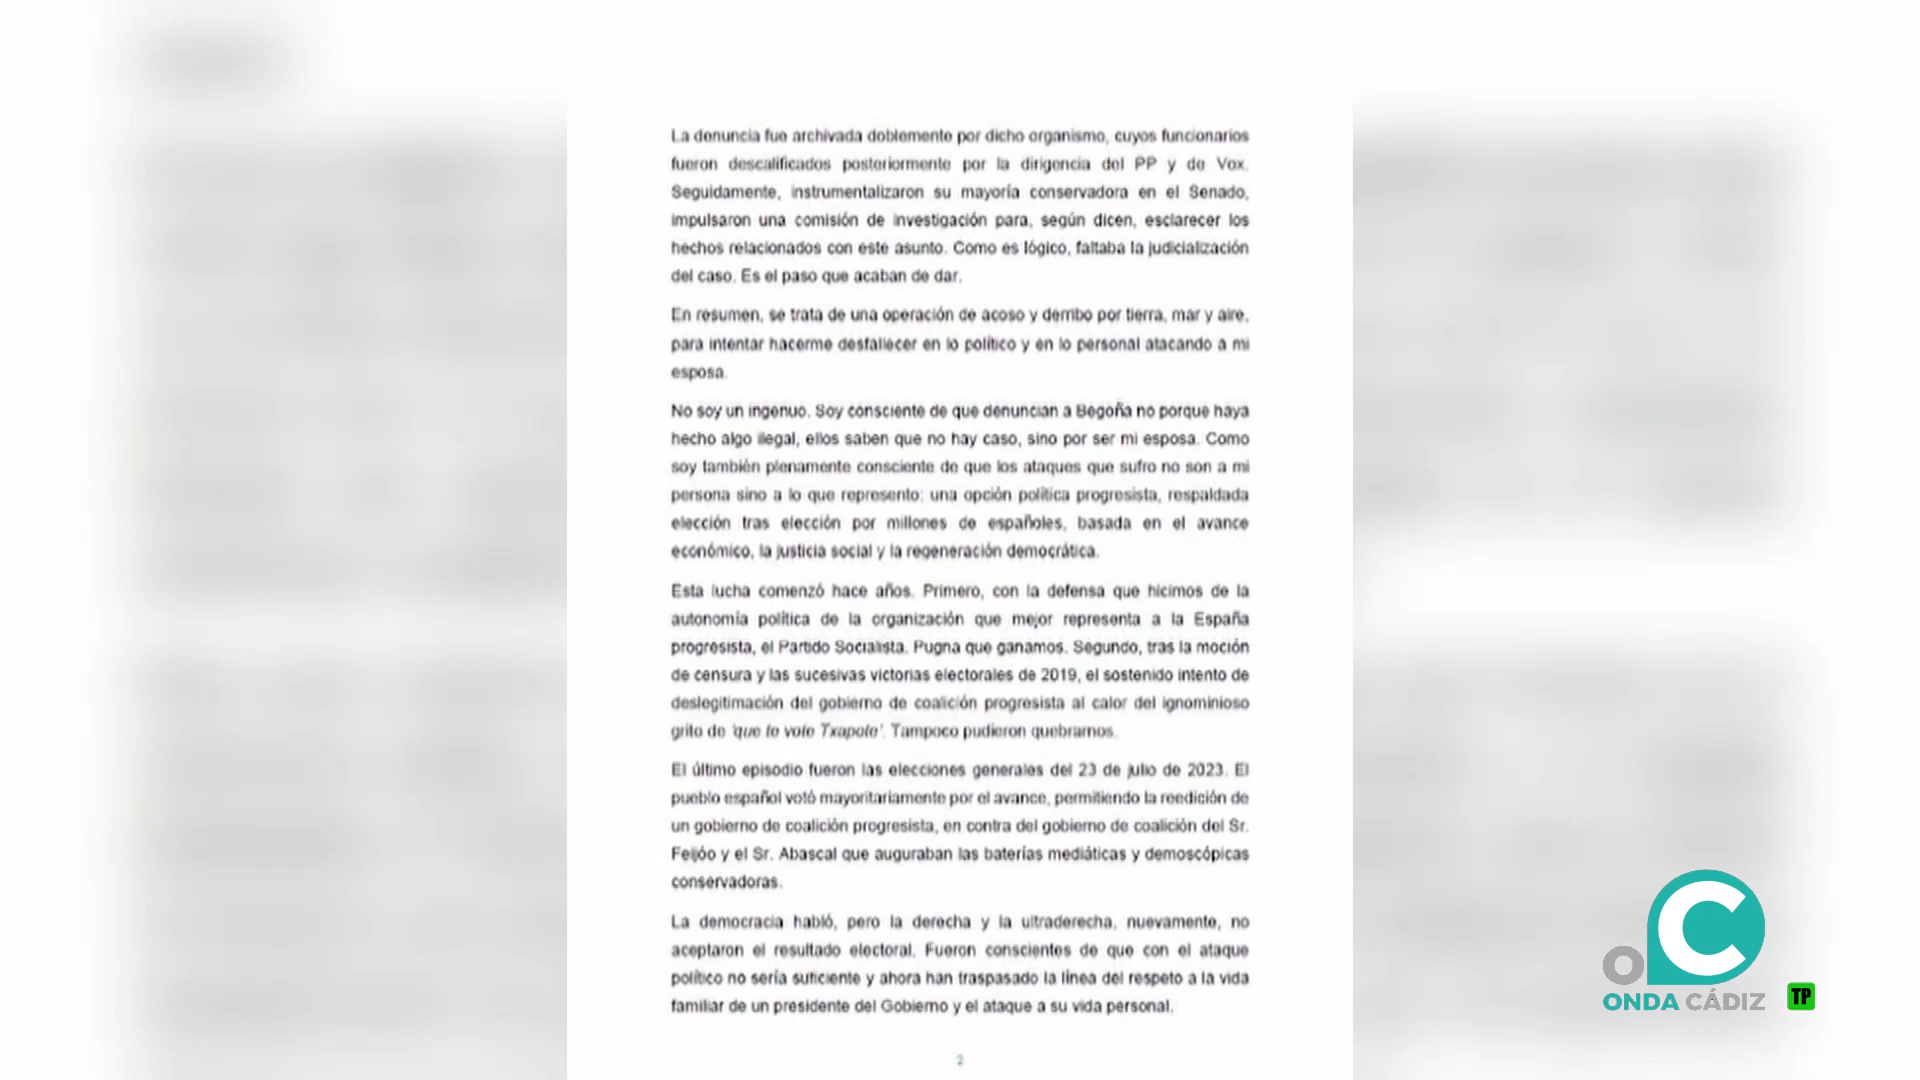 La denuncia fue archivada doblemente por dicho organismo, cuyos funcionarios
fueron descalificados posteriormente por la dirigencia del PP y de Vox.
Seguidamente, instrumentalizaron su mayoría conservadora en el Senado,
impulsaron una comisión de investigación para, según dicen, esclarecer los
hechos relacionados con este asunto. Como es lógico, faltaba la judicialización
del caso. Es el paso que acaban de dar.
En resumen, se trata de una operación de acoso y derribo por tierra, mar y aire,
para intentar hacerme desfallecer en lo político y en lo personal atacando a mi
esposa.
No soy un ingenuo. Soy consciente de que denuncian a Begoña no porque haya
hecho algo ilegal, ellos saben que no hay caso, sino por ser mi esposa. Como
soy también plenamente consciente de que los ataques que sufro no son a mi
persona sino a lo que represento: una opción política progresista, respaldada
elección tras elección por millones de españoles, basada en el avance
económico, la justicia social y la regeneración democrática.
Esta lucha comenzó hace años. Primero, con la defensa que hicimos de la
autonomía política de la organización que mejor representa a la España
progresista, el Partido Socialista. Pugna que ganamos. Segundo, tras la moción
de censura y las sucesivas victorias electorales de 2019, el sostenido intento de
deslegitimación del gobierno de coalición progresista al calor del ignominioso
grito de 'que te vote Txapote'. Tampoco pudieron quebrarnos.
El último episodio fueron las elecciones generales del 23 de julio de 2023. El
pueblo español votó mayoritariamente por el avance, permitiendo la reedición de
un gobierno de coalición progresista, en contra del gobierno de coalición del Sr.
Feijóo y el Sr. Abascal que auguraban las baterías mediáticas y demoscópicas
conservadoras.
La democracia habló, pero la derecha y la ultraderecha, nuevamente, no
aceptaron el resultado electoral. Fueron conscientes de que con el ataque
político no sería suficiente y ahora han traspasado la línea del respeto a la vida
familiar de un presidente del Gobierno y el ataque a su vida personal.
2
OC
ONDA CÁDIZ
TP